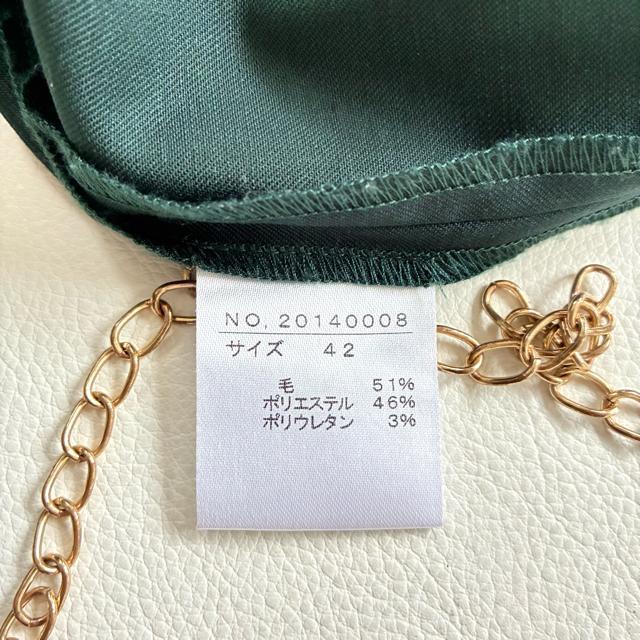 NO. 20140008
サイズ 42
毛 51%
ポリエステル 46%
ポリウレタン 3%